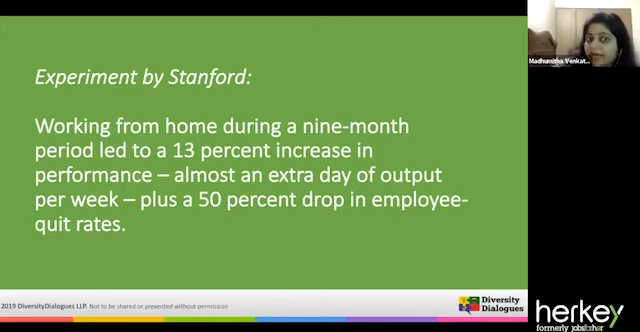 Experiment by Stanford:
Working from home during a nine-month
period led to a 13 percent increase in
performance – almost an extra day of output
per week – plus a 50 percent drop in employee-
quit rates.
Madhumitha Venkat...
2019 DiversityDialogues LLP. Not to be shared or presented without permission
Diversity
Dialogues
herkey
formerly jobsforher